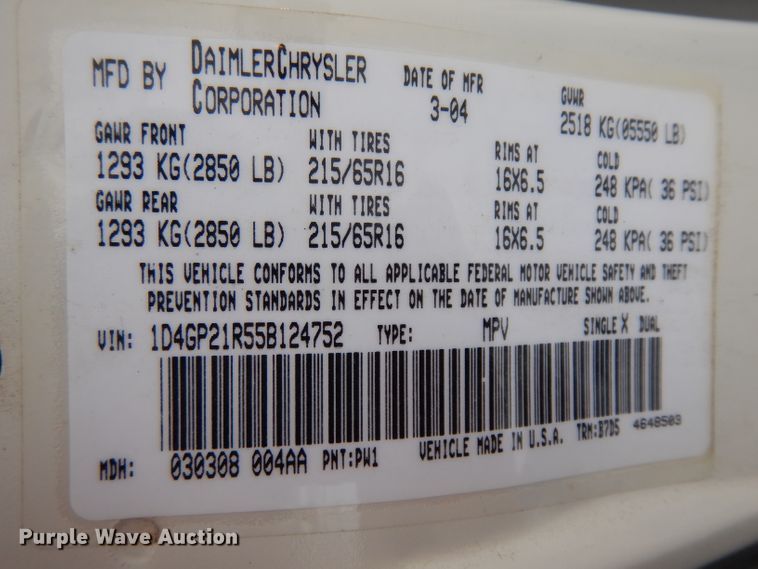 MFD BY DAIMLERCHRYSLER CORPORATION DATE OF MFR 3-04 GVWR 2518 KG(05550 LB)
GAWR FRONT WITH TIRES RIMS AT COLD
1293 KG(2850 LB) 215/65R16 16X6.5 248 KPA( 36 PSI)
GAWR REAR WITH TIRES RIMS AT COLD
1293 KG(2850 LB) 215/65R16 16X6.5 248 KPA( 36 PSI)
THIS VEHICLE CONFORMS TO ALL APPLICABLE FEDERAL MOTOR VEHICLE SAFETY AND THEFT
PREVENTION STANDARDS IN EFFECT ON THE DATE OF MANUFACTURE SHOWN ABOVE.
VIN: 1D4GP21R55B124752 TYPE: MPV SINGLE X DUAL
MDH: 030308 004AA PNT:PW1 VEHICLE MADE IN U.S.A. TRM:B7D5 4648503
Purple Wave Auction